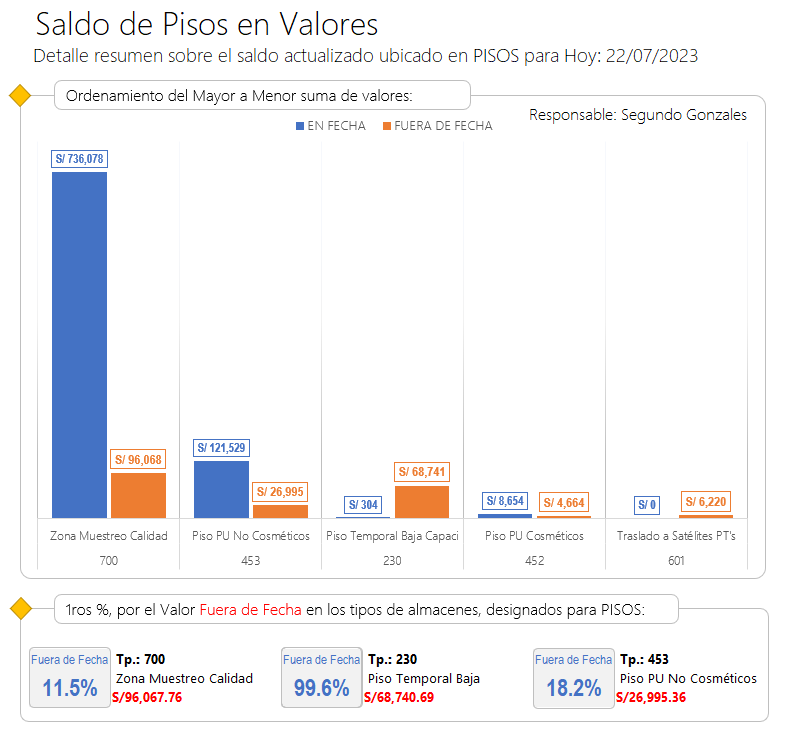 Saldo de Pisos en Valores
Detalle resumen sobre el saldo actualizado ubicado en PISOS para Hoy: 22/07/2023
Ordenamiento del Mayor a Menor suma de valores:
Responsable: Segundo Gonzales
EN FECHA FUERA DE FECHA
S/ 736,078
S/ 96,068
S/ 121,529
S/ 26,995
S/ 304
S/ 68,741
S/ 8,654
S/ 4,664
S/ 0
S/ 6,220
Zona Muestreo Calidad Piso PU No Cosméticos Piso Temporal Baja Capaci Piso PU Cosméticos Traslado a Satélites PT's
700 453 230 452 601
1ros %, por el Valor Fuera de Fecha en los tipos de almacenes, designados para PISOS:
Fuera de Fecha
11.5%
Tp.: 700
Zona Muestreo Calidad
S/96,067.76
Fuera de Fecha
99.6%
Tp.: 230
Piso Temporal Baja
S/68,740.69
Fuera de Fecha
18.2%
Tp.: 453
Piso PU No Cosméticos
S/26,995.36